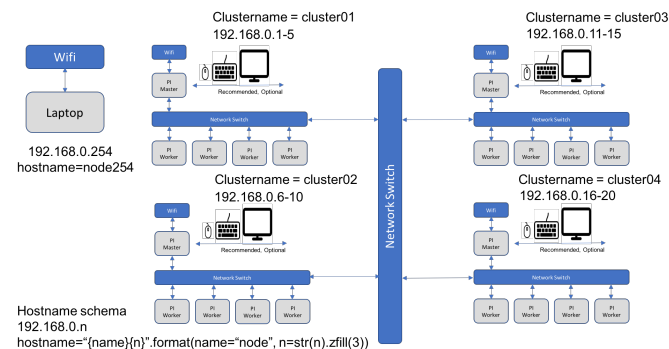 Clustername = cluster01
192.168.0.1-5
Wifi
PI
Master
Recommended, Optional
Network Switch
PI
Worker
PI
Worker
PI
Worker
PI
Worker
Clustername = cluster03
192.168.0.11-15
Wifi
PI
Master
Recommended, Optional
Network Switch
PI
Worker
PI
Worker
PI
Worker
PI
Worker
Wifi
Laptop
192.168.0.254
hostname=node254
Network Switch
Clustername = cluster02
192.168.0.6-10
Wifi
PI
Master
Recommended, Optional
Network Switch
PI
Worker
PI
Worker
PI
Worker
PI
Worker
Clustername = cluster04
192.168.0.16-20
Wifi
PI
Master
Recommended, Optional
Network Switch
PI
Worker
PI
Worker
PI
Worker
PI
Worker
Hostname schema
192.168.0.n
hostname=“{name}{n}”.format(name=“node”, n=str(n).zfill(3))